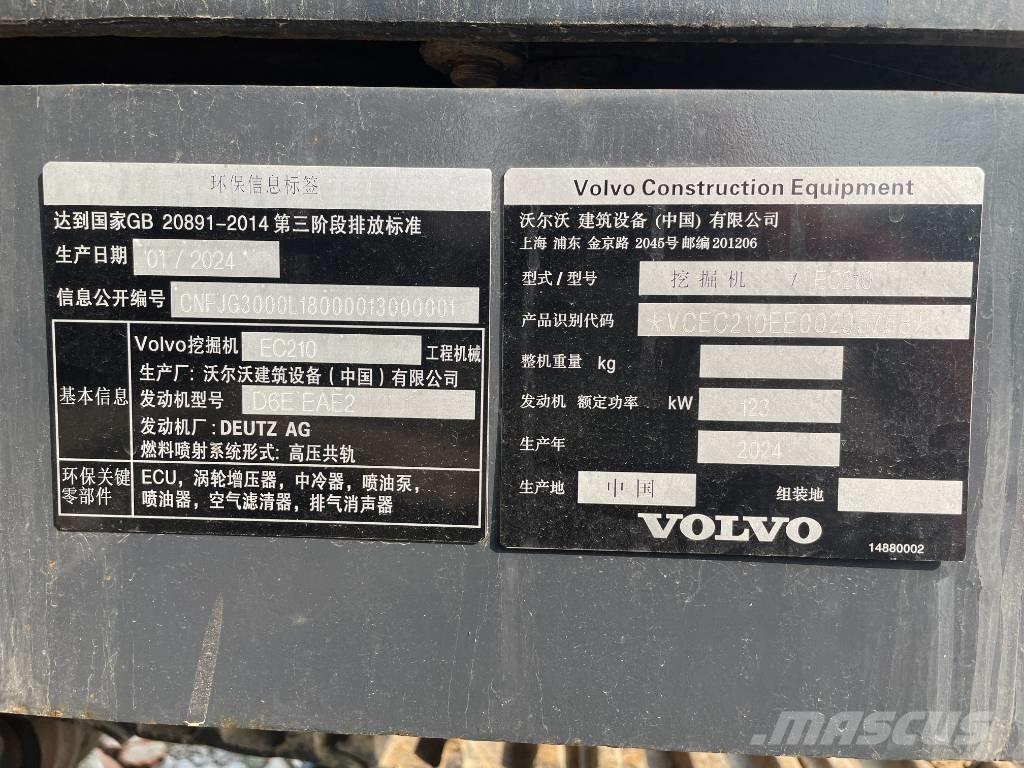 环保信息标签
达到国家GB 20891-2014 第三阶段排放标准
生产日期 01 / 2024
信息公开编号 CNFJG3000L18000013000001
基本信息
Volvo挖掘机 EC210 工程机械
生产厂: 沃尔沃建筑设备 (中国) 有限公司
发动机型号 D6E EAE2
发动机厂: DEUTZ AG
燃料喷射系统形式: 高压共轨
环保关键
零部件
ECU, 涡轮增压器, 中冷器, 喷油泵,
喷油器, 空气滤清器, 排气消声器
Volvo Construction Equipment
沃尔沃 建筑设备 (中国) 有限公司
上海 浦东 金京路 2045号 邮编 201206
型式/型号 挖掘机 / EC210
产品识别代码
整机重量 kg
发动机 额定功率 kW 123
生产年 2024
生产地 中国 组装地
VOLVO
14880002
MASCUS